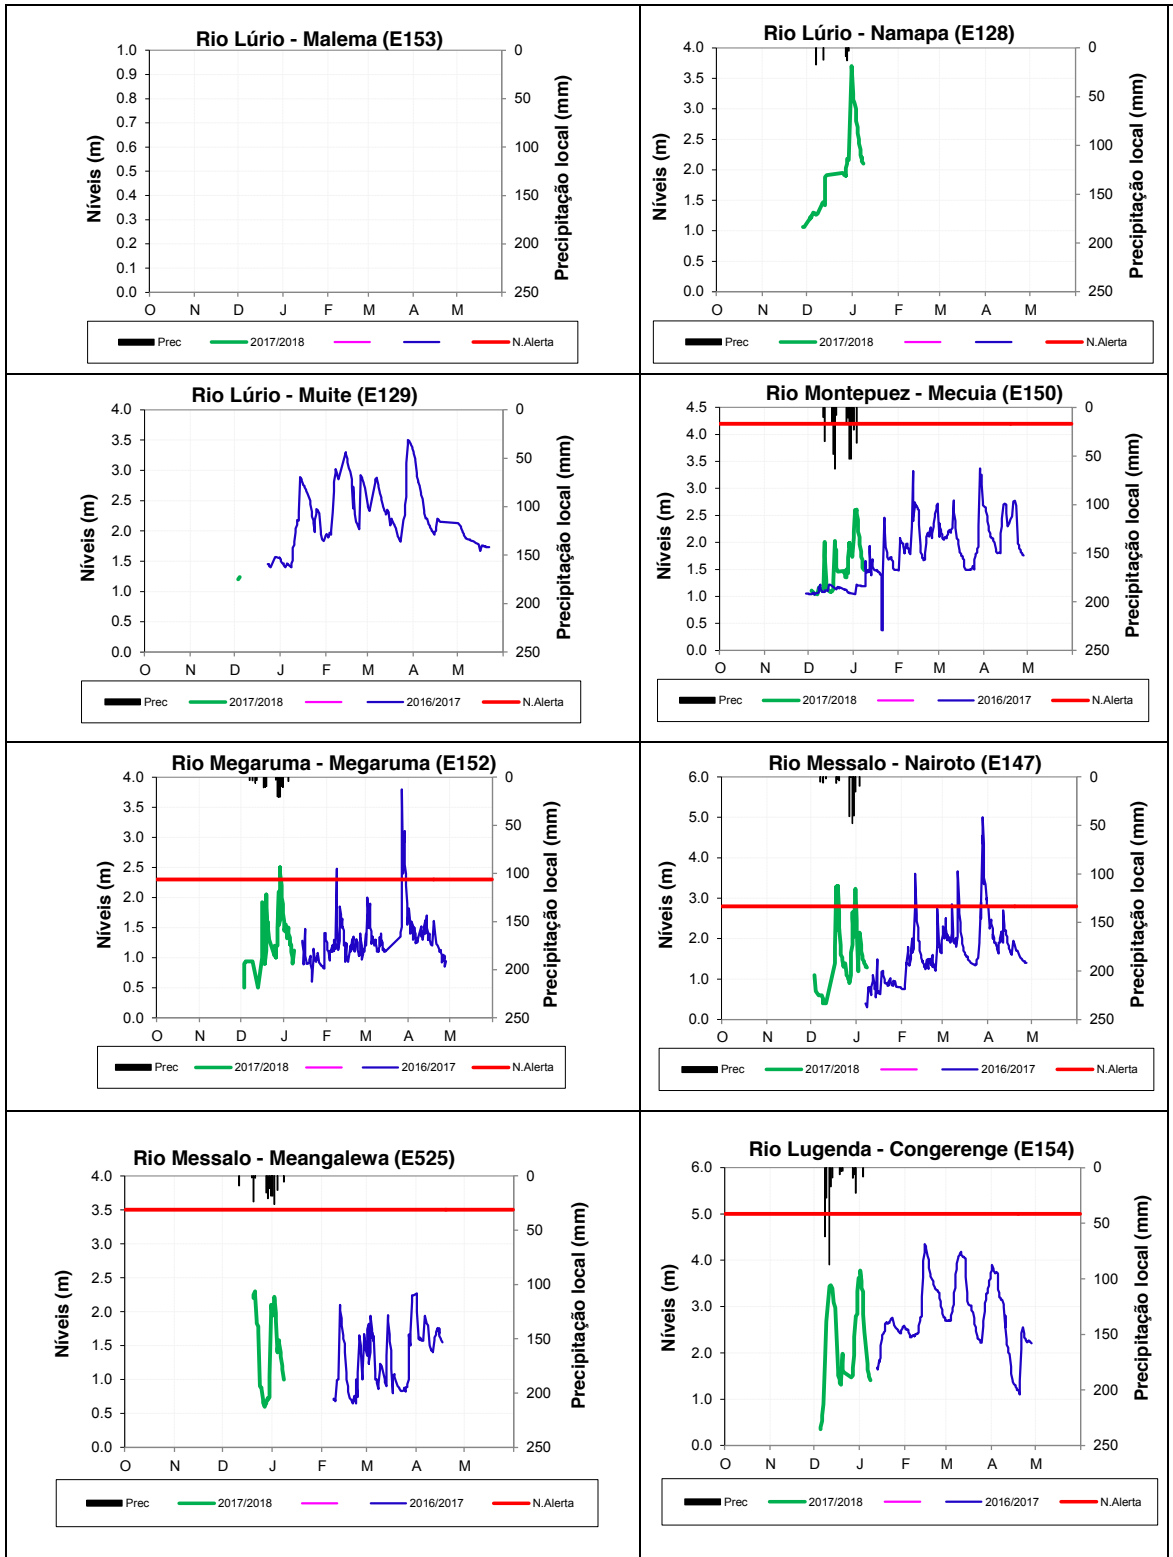 Rio Lúrio - Malema (E153)
Níveis (m)
1.0
0.9
0.8
0.7
0.6
0.5
0.4
0.3
0.2
0.1
0.0
0
50
100
150
200
250
Precipitação local (mm)
O N D J F M A M
Prec 2017/2018 N.Alerta
Rio Lúrio - Namapa (E128)
Níveis (m)
4.0
3.5
3.0
2.5
2.0
1.5
1.0
0.5
0.0
0
50
100
150
200
250
Precipitação local (mm)
O N D J F M A M
Prec 2017/2018 N.Alerta
Rio Lúrio - Muite (E129)
Níveis (m)
4.0
3.5
3.0
2.5
2.0
1.5
1.0
0.5
0.0
0
50
100
150
200
250
Precipitação local (mm)
O N D J F M A M
Prec 2017/2018 2016/2017 N.Alerta
Rio Montepuez - Mecuia (E150)
Níveis (m)
4.5
4.0
3.5
3.0
2.5
2.0
1.5
1.0
0.5
0.0
0
50
100
150
200
250
Precipitação local (mm)
O N D J F M A M
Prec 2017/2018 2016/2017 N.Alerta
Rio Megaruma - Megaruma (E152)
Níveis (m)
4.0
3.5
3.0
2.5
2.0
1.5
1.0
0.5
0.0
0
50
100
150
200
250
Precipitação local (mm)
O N D J F M A M
Prec 2017/2018 2016/2017 N.Alerta
Rio Messalo - Nairoto (E147)
Níveis (m)
6.0
5.0
4.0
3.0
2.0
1.0
0.0
0
50
100
150
200
250
Precipitação local (mm)
O N D J F M A M
Prec 2017/2018 2016/2017 N.Alerta
Rio Messalo - Meangalewa (E525)
Níveis (m)
4.0
3.5
3.0
2.5
2.0
1.5
1.0
0.5
0.0
0
50
100
150
200
250
Precipitação local (mm)
O N D J F M A M
Prec 2017/2018 2016/2017 N.Alerta
Rio Lugenda - Congerenge (E154)
Níveis (m)
6.0
5.0
4.0
3.0
2.0
1.0
0.0
0
50
100
150
200
250
Precipitação local (mm)
O N D J F M A M
Prec 2017/2018 2016/2017 N.Alerta